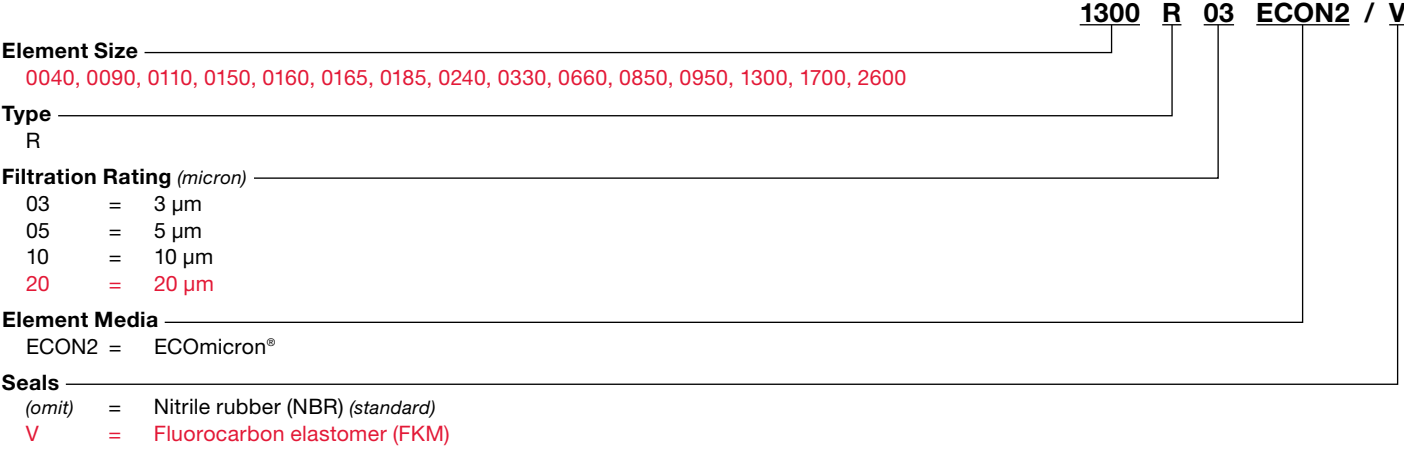 1300 R 03 ECON2 / V
Element Size
0040, 0090, 0110, 0150, 0160, 0165, 0185, 0240, 0330, 0660, 0850, 0950, 1300, 1700, 2600
Type
R
Filtration Rating (micron)
03 = 3 µm
05 = 5 µm
10 = 10 µm
20 = 20 µm
Element Media
ECON2 = ECOmicron®
Seals
(omit) = Nitrile rubber (NBR) (standard)
V = Fluorocarbon elastomer (FKM)